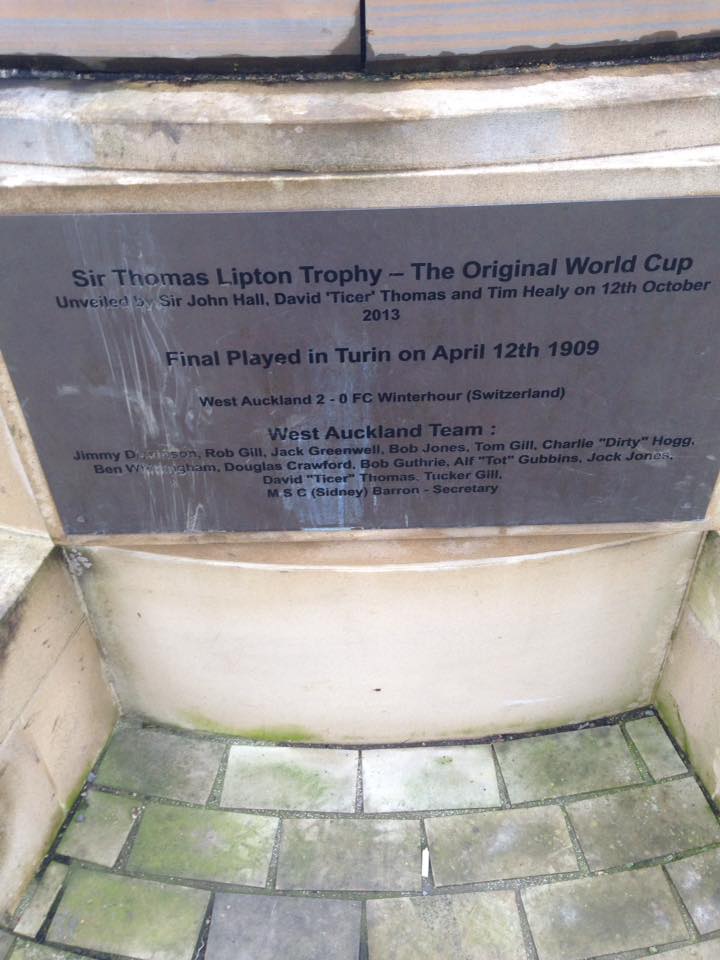 Sir Thomas Lipton Trophy – The Original World Cup
Unveiled by Sir John Hall, David 'Ticer' Thomas and Tim Healy on 12th October
2013
Final Played in Turin on April 12th 1909
West Auckland 2 - 0 FC Winterhour (Switzerland)
West Auckland Team :
Jimmy Rob Gill, Jack Greenwell, Bob Jones, Tom Gill, Charlie "Dirty" Hogg,
Ben Douglas Crawford, Bob Guthrie, Alf "Tot" Gubbins, Jock Jones,
David "Ticer" Thomas. Tucker Gill,
M S C (Sidney) Barron - Secretary